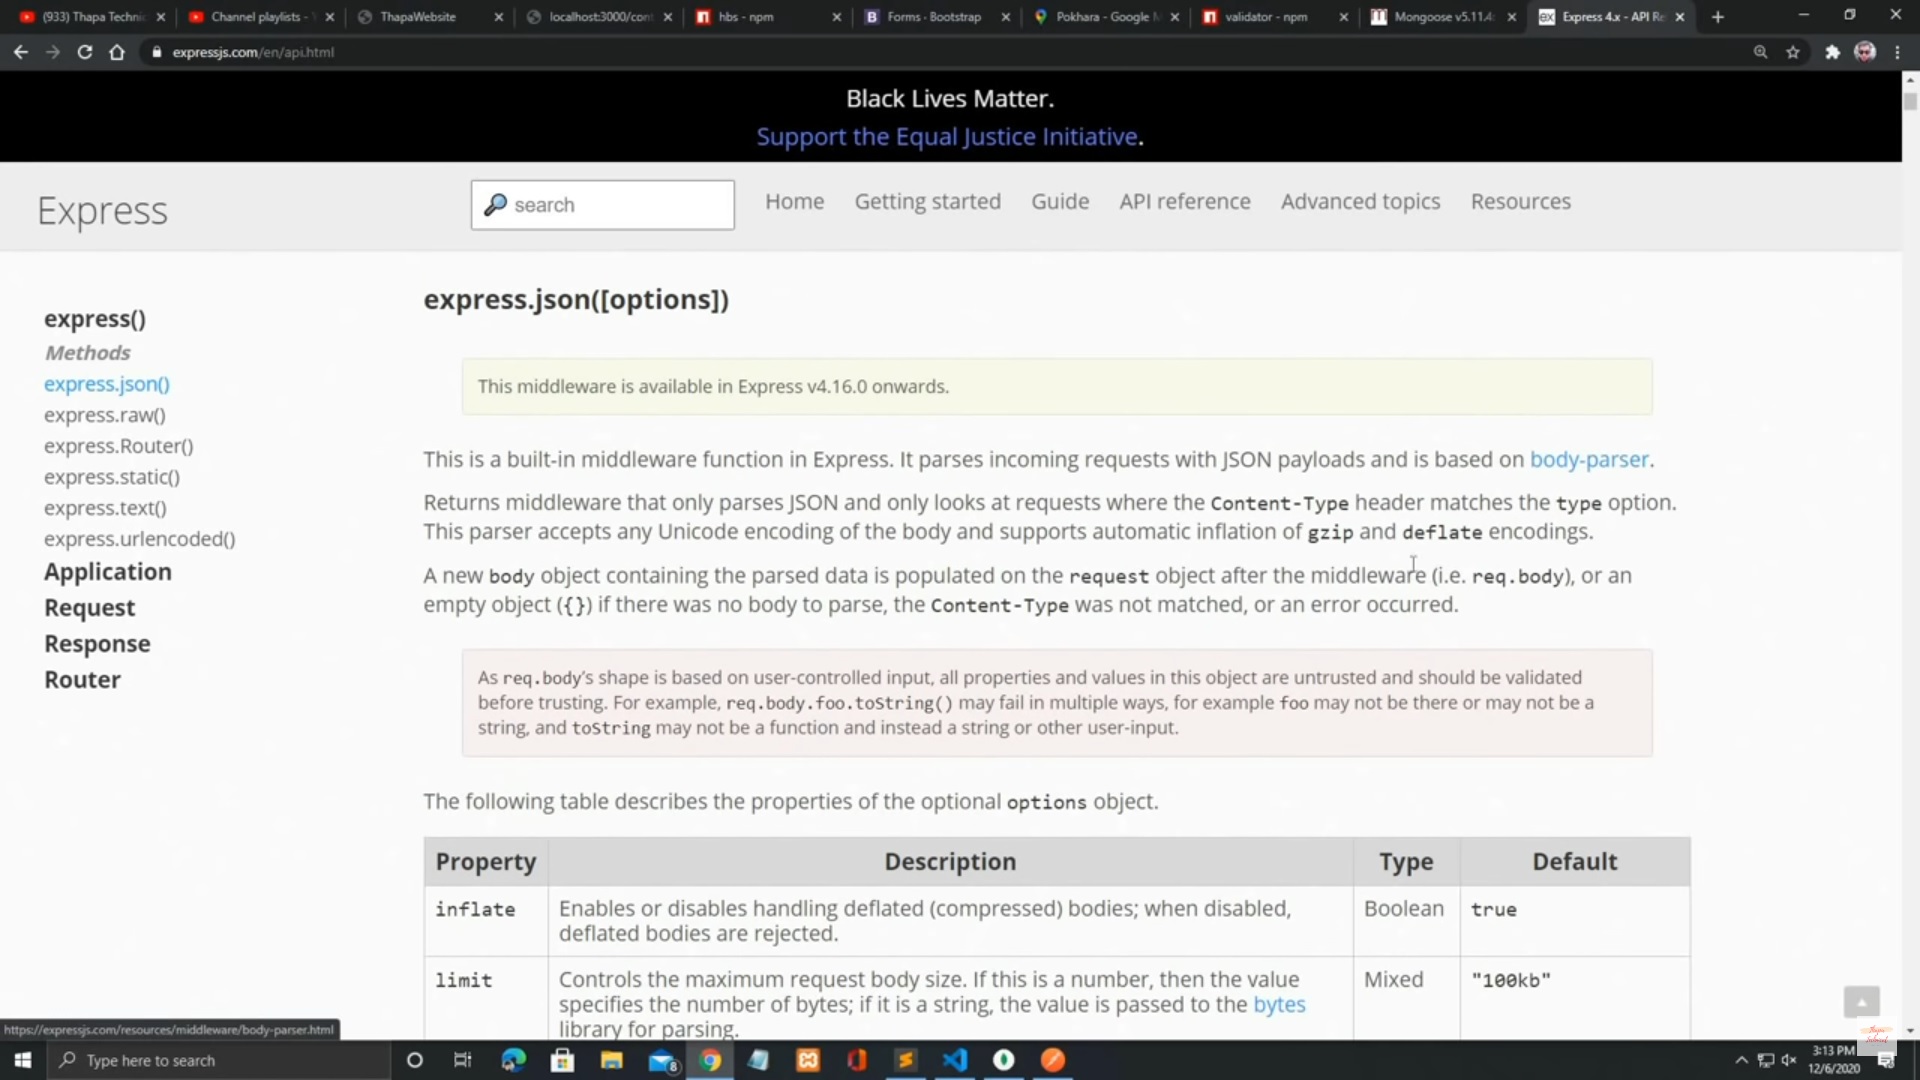 (933) Thapa Technic
Channel playlists -
ThapaWebsite
localhost:3000/cont
hbs - npm
Forms · Bootstrap
Pokhara - Google M
validator - npm
Mongoose v5.11.4:
Express 4.x - API Re
expressjs.com/en/api.html
Black Lives Matter.
Support the Equal Justice Initiative.
Express
search
Home
Getting started
Guide
API reference
Advanced topics
Resources
express()
Methods
express.json()
express.raw()
express.Router()
express.static()
express.text()
express.urlencoded()
Application
Request
Response
Router
express.json([options])
This middleware is available in Express v4.16.0 onwards.
This is a built-in middleware function in Express. It parses incoming requests with JSON payloads and is based on body-parser.
Returns middleware that only parses JSON and only looks at requests where the Content-Type header matches the type option.
This parser accepts any Unicode encoding of the body and supports automatic inflation of gzip and deflate encodings.
A new body object containing the parsed data is populated on the request object after the middleware (i.e. req.body), or an
empty object ({}) if there was no body to parse, the Content-Type was not matched, or an error occurred.
As req.body's shape is based on user-controlled input, all properties and values in this object are untrusted and should be validated
before trusting. For example, req.body.foo.toString() may fail in multiple ways, for example foo may not be there or may not be a
string, and toString may not be a function and instead a string or other user-input.
The following table describes the properties of the optional options object.
Property Description Type Default
inflate Enables or disables handling deflated (compressed) bodies; when disabled, Boolean true
deflated bodies are rejected.
limit Controls the maximum request body size. If this is a number, then the value Mixed "100kb"
specifies the number of bytes; if it is a string, the value is passed to the bytes
library for parsing.
https://expressjs.com/resources/middleware/body-parser.html
Type here to search
8
3:13 PM
12/6/2020